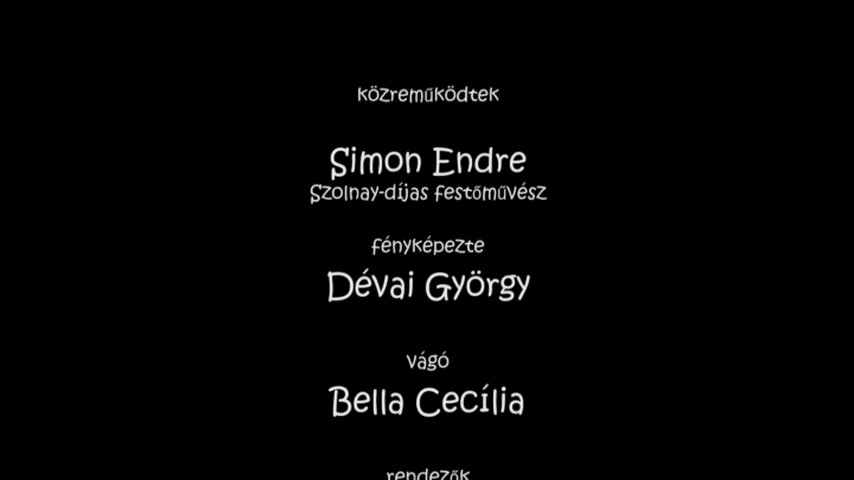 közreműködtek
Simon Endre
Szolnay-díjas festőművész
fényképezte
Dévai György
vágó
Bella Cecília
rendezők